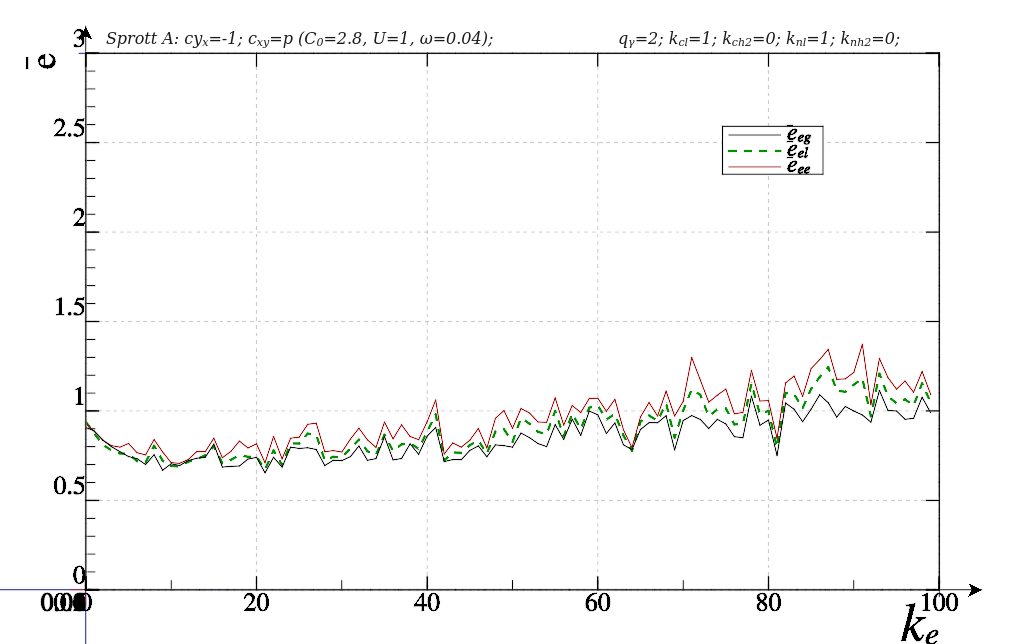 Sprott A: cyₓ=-1; cₓᵧ=p (C₀=2.8, U=1, ω=0.04); qᵧ=2; k_cl=1; k_ch2=0; k_nl=1; k_nh2=0;
3
ē
2.5
ē_eg
ē_el
ē_ee
2
1.5
1
0.5
0
20 40 60 80 100
k_e